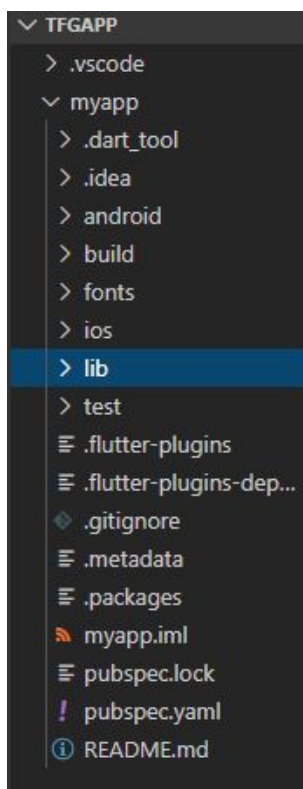 TFGAPP
.vscode
myapp
.dart_tool
.idea
android
build
fonts
ios
lib
test
.flutter-plugins
.flutter-plugins-dep...
.gitignore
.metadata
.packages
myapp.iml
pubspec.lock
pubspec.yaml
README.md